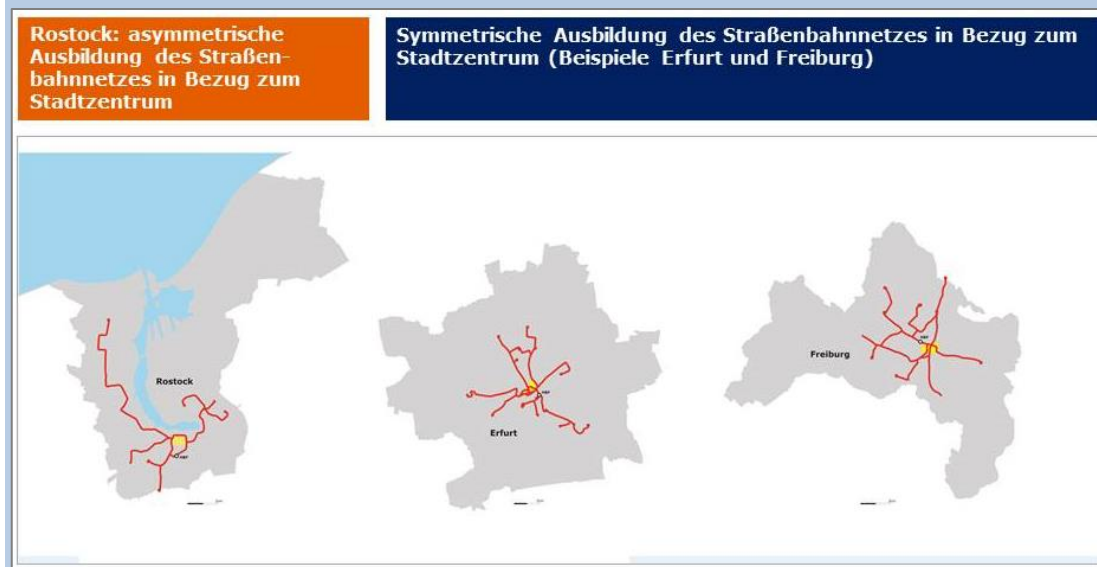 Rostock: asymmetrische
Ausbildung des Straßen-
bahnnetzes in Bezug zum
Stadtzentrum
Symmetrische Ausbildung des Straßenbahnnetzes in Bezug zum
Stadtzentrum (Beispiele Erfurt und Freiburg)
Rostock
Erfurt
Freiburg